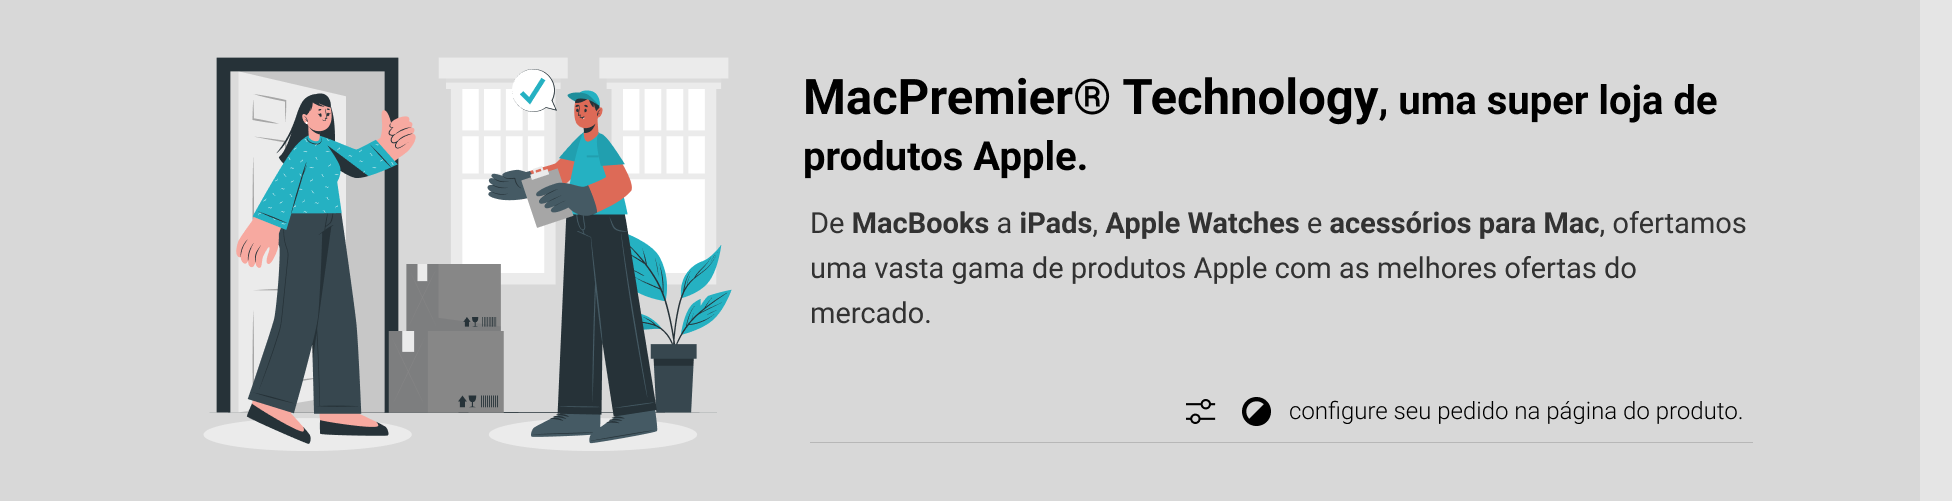 MacPremier® Technology, uma super loja de
produtos Apple.
De MacBooks a iPads, Apple Watches e acessórios para Mac, ofertamos
uma vasta gama de produtos Apple com as melhores ofertas do
mercado.
configure seu pedido na página do produto.